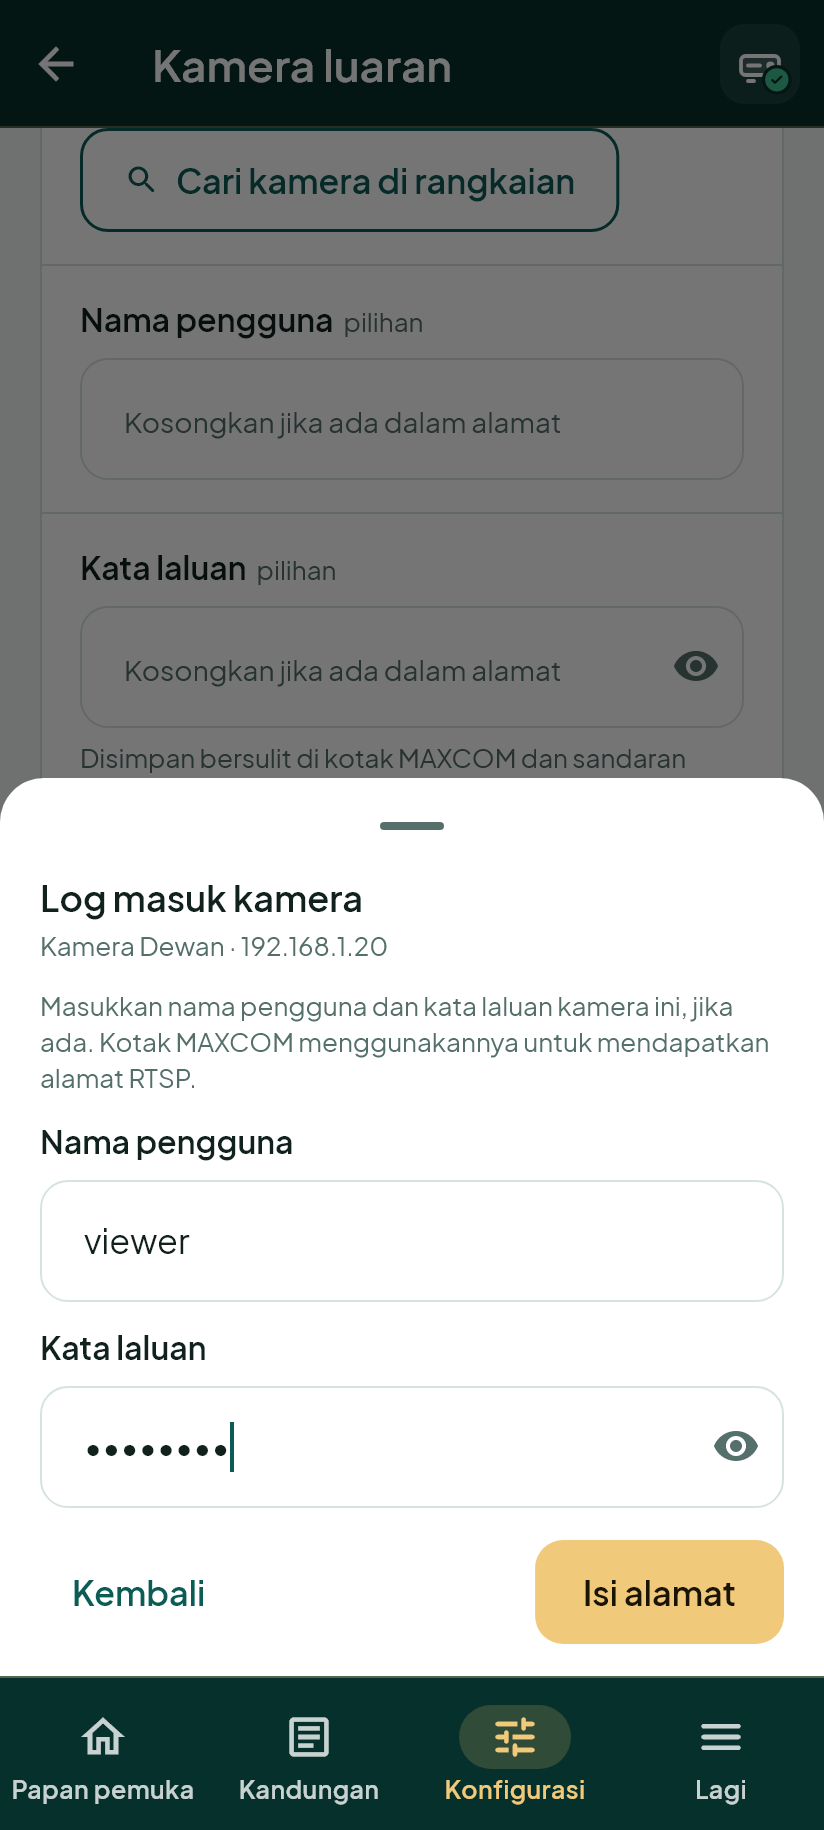 Kamera luaran
Cari kamera di rangkaian
Nama pengguna pilihan
Kosongkan jika ada dalam alamat
Kata laluan pilihan
Kosongkan jika ada dalam alamat
Disimpan bersulit di kotak MAXCOM dan sandaran
Log masuk kamera
Kamera Dewan · 192.168.1.20
Masukkan nama pengguna dan kata laluan kamera ini, jika
ada. Kotak MAXCOM menggunakannya untuk mendapatkan
alamat RTSP.
Nama pengguna
viewer
Kata laluan
••••••••
Kembali
Isi alamat
Papan pemuka
Kandungan
Konfigurasi
Lagi